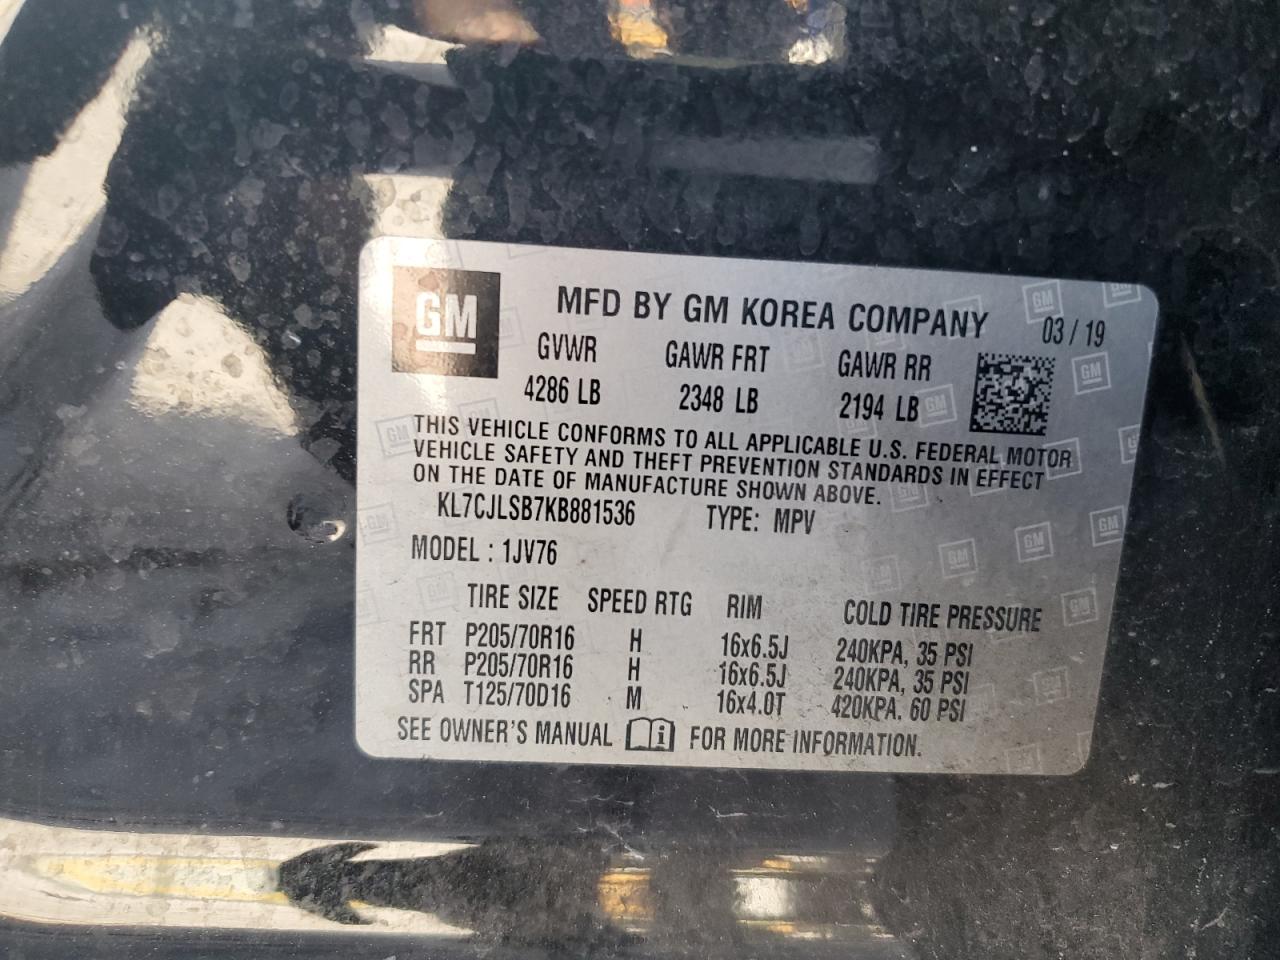 GM
MFD BY GM KOREA COMPANY 03 / 19
GVWR GAWR FRT GAWR RR
4286 LB 2348 LB 2194 LB
THIS VEHICLE CONFORMS TO ALL APPLICABLE U.S. FEDERAL MOTOR
VEHICLE SAFETY AND THEFT PREVENTION STANDARDS IN EFFECT
ON THE DATE OF MANUFACTURE SHOWN ABOVE.
KL7CJLSB7KB881536 TYPE: MPV
MODEL : 1JV76
TIRE SIZE SPEED RTG RIM COLD TIRE PRESSURE
FRT P205/70R16 H 16x6.5J 240KPA, 35 PSI
RR P205/70R16 H 16x6.5J 240KPA, 35 PSI
SPA T125/70D16 M 16x4.0T 420KPA. 60 PSI
SEE OWNER'S MANUAL i FOR MORE INFORMATION.